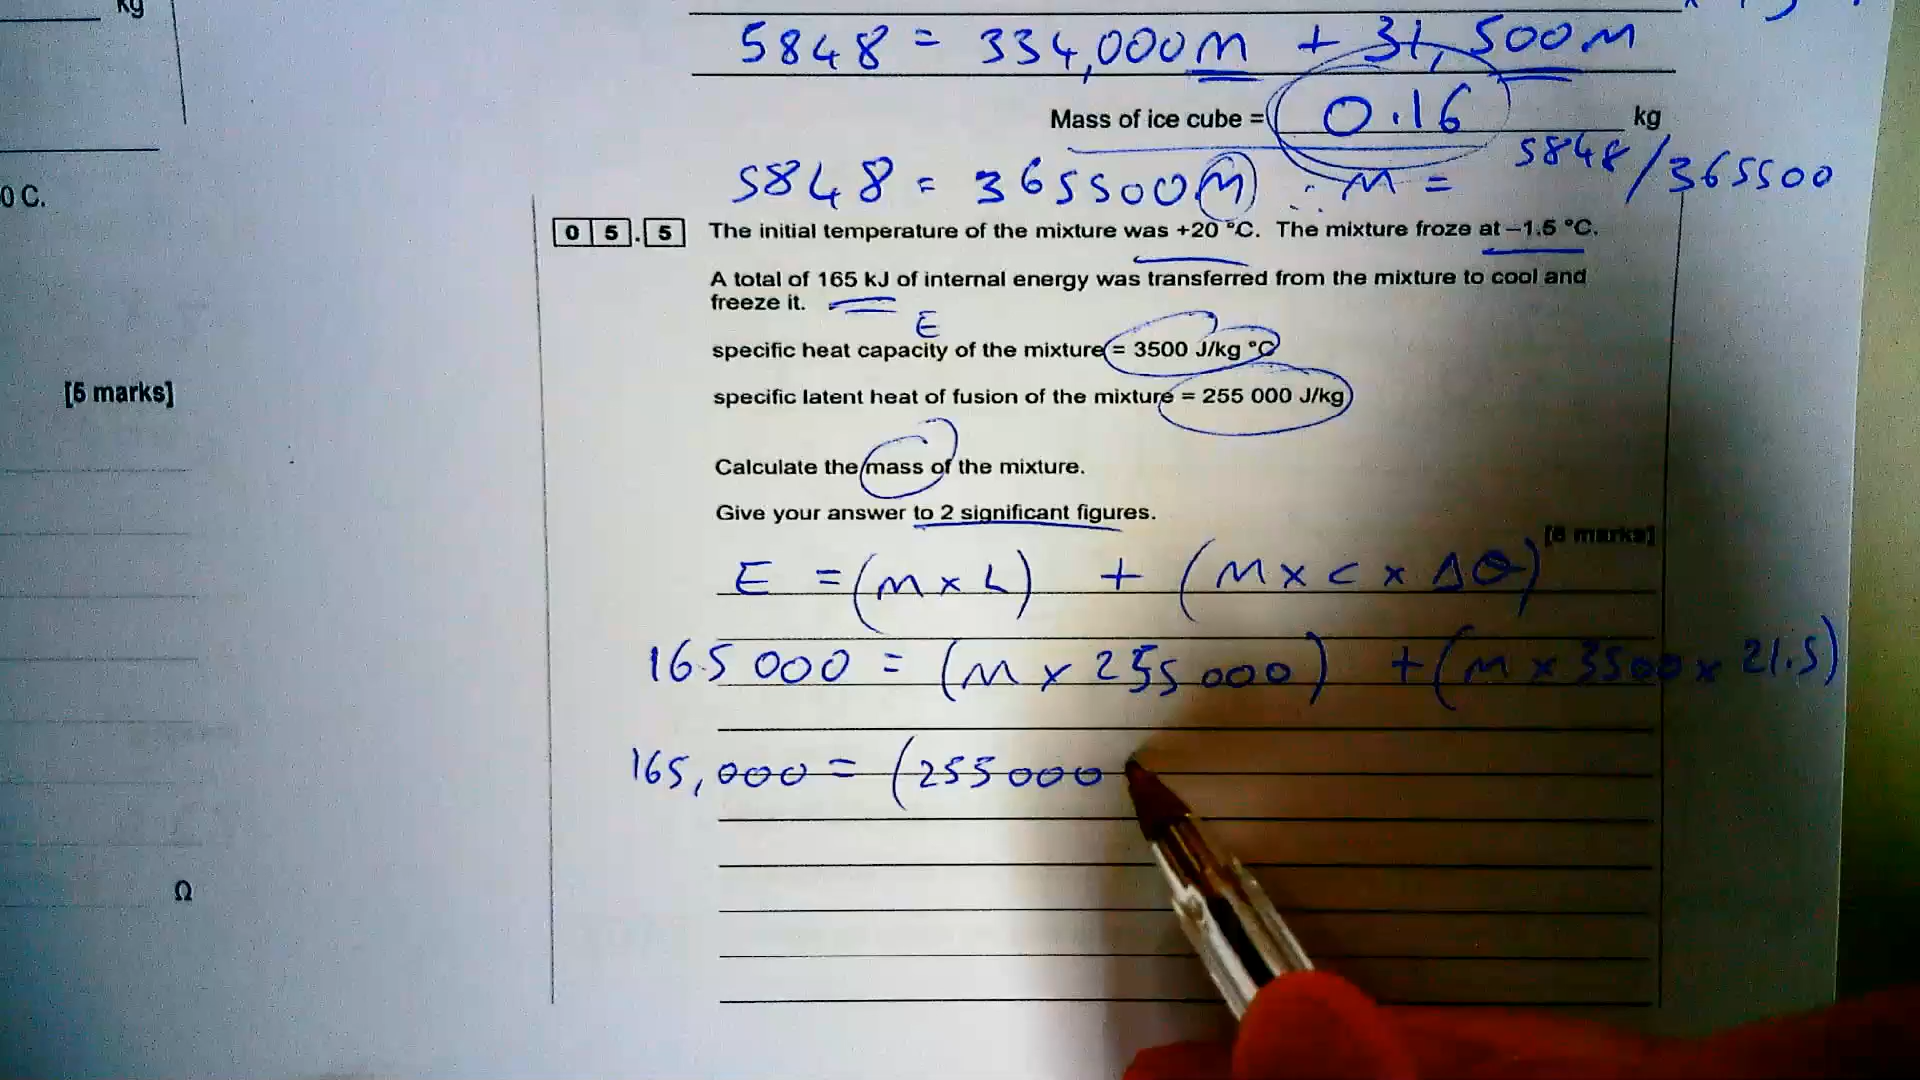 kg
5848 = 334,000m + 31,500m
Mass of ice cube = 0.16 kg
5848 = 365500m ∴ m = 5848/365500
0 C.
0 5 . 5 The initial temperature of the mixture was +20 °C. The mixture froze at −1.5 °C.
A total of 165 kJ of internal energy was transferred from the mixture to cool and
freeze it.
E
specific heat capacity of the mixture = 3500 J/kg °C
[5 marks]
specific latent heat of fusion of the mixture = 255 000 J/kg
Calculate the mass of the mixture.
Give your answer to 2 significant figures.
E = (m × L) + (m × c × Δθ)
165 000 = (m × 255 000) + (m × 3500 × 21.5)
165,000 = (255 000
Ω